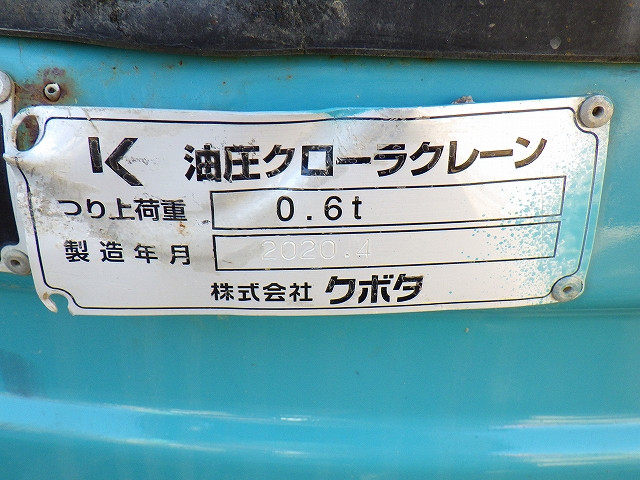 K 油圧クローラクレーン
つり上荷重 0.6t
製造年月 2020.4
株式会社 クボタ